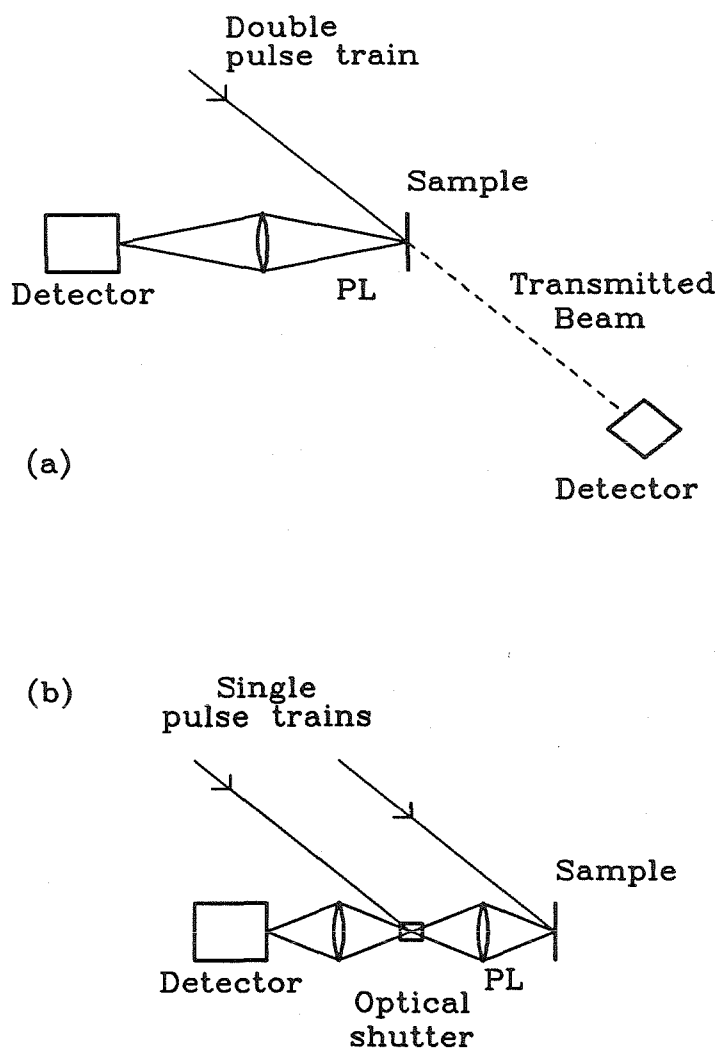 Double
pulse train
Sample
Detector
PL
Transmitted
Beam
(a)
Detector
(b)
Single
pulse trains
Sample
Detector
PL
Optical
shutter